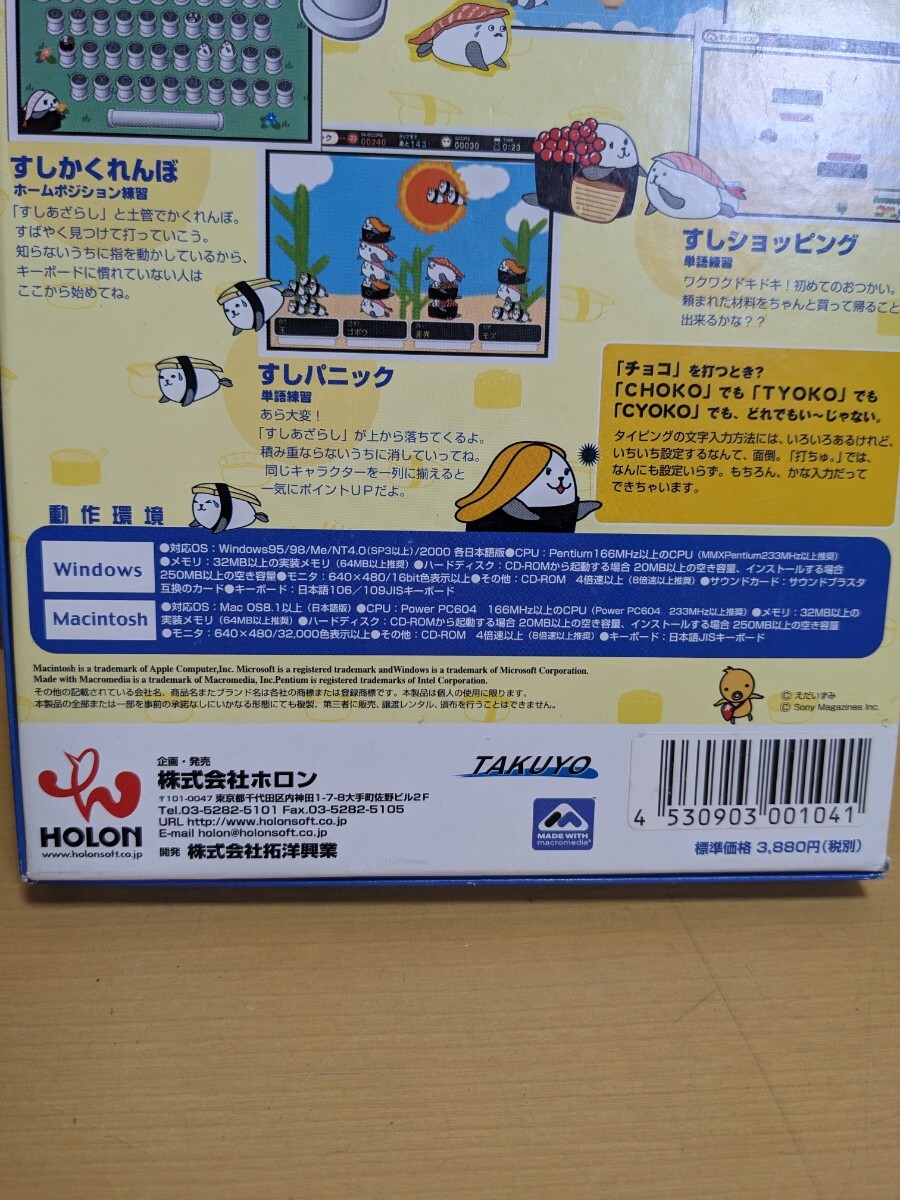 すしかくれんぼ
ホームポジション練習
「すしあざらし」と土管でかくれんぼ。
すばやく見つけて打っていこう。
知らないうちに指を動かしているから、
キーボードに慣れていない人は
ここから始めてね。
HI-SCORE
00240
あと14コ
SCORE
00030
TIME
0:23
ゴボウ
すしパニック
単語練習
あら大変!
「すしあざらし」が上から落ちてくるよ。
積み重ならないうちに消していってね。
同じキャラクターを一列に揃えると
一気にポイントUPだよ。
すしショッピング
すしショッピング
単語練習
ワクワクドキドキ!初めてのおつかい。
頼まれた材料をちゃんと買って帰ること
出来るかな??
「チョコ」を打つとき?
「CHOKO」でも「TYOKO」でも
「CYOKO」でも、どれでもい〜じゃない。
タイピングの文字入力方法には、いろいろあるけれど、
いちいち設定するなんて、面倒。「打ちゅ。」では、
なんにも設定いらず。もちろん、かな入力だって
できちゃいます。
動作環境
Windows
●対応OS:Windows95/98/Me/NT4.0(SP3以上)/2000 各日本語版●CPU:Pentium166MHz以上のCPU(MMXPentium233MHz以上推奨)
●メモリ:32MB以上の実装メモリ(64MB以上推奨)●ハードディスク:CD-ROMから起動する場合 20MB以上の空き容量、インストールする場合
250MB以上の空き容量●モニタ:640×480/16bit色表示以上●その他:CD-ROM 4倍速以上(8倍速以上推奨)●サウンドカード:サウンドブラスタ
互換のカード●キーボード:日本語106/109JISキーボード
Macintosh
●対応OS:Mac OS8.1以上(日本語版)●CPU:Power PC604 166MHz以上のCPU(Power PC604 233MHz以上推奨)●メモリ:32MB以上の
実装メモリ(64MB以上推奨)●ハードディスク:CD-ROMから起動する場合 20MB以上の空き容量、インストールする場合 250MB以上の空き容量
●モニタ:640×480/32,000色表示以上●その他:CD-ROM 4倍速以上(8倍速以上推奨)●キーボード:日本語JISキーボード
Macintosh is a trademark of Apple Computer,Inc. Microsoft is a registered trademark andWindows is a trademark of Microsoft Corporation.
Made with Macromedia is a trademark of Macromedia, Inc.Pentium is a registered trademarks of Intel Corporation.
その他の記載されている会社名、商品名またブランド名は各社の商標または登録商標です。本製品は個人の使用に限ります。
本製品の全部または一部を事前の承諾なしにいかなる形態にても複製、第三者に販売、譲渡レンタル、頒布を行うことはできません。
©えだいずみ
©Sony Magazines Inc.
HOLON
www.holonsoft.co.jp
企画・発売
株式会社ホロン
〒101-0047 東京都千代田区内神田1-7-8大手町佐野ビル2F
Tel.03-5282-5101 Fax.03-5282-5105
URL http://www.holonsoft.co.jp
E-mail holon@holonsoft.co.jp
開発 株式会社拓洋興業
TAKUYO
MADE WITH
macromedia
4 530903 001041
標準価格 3,880円(税別)